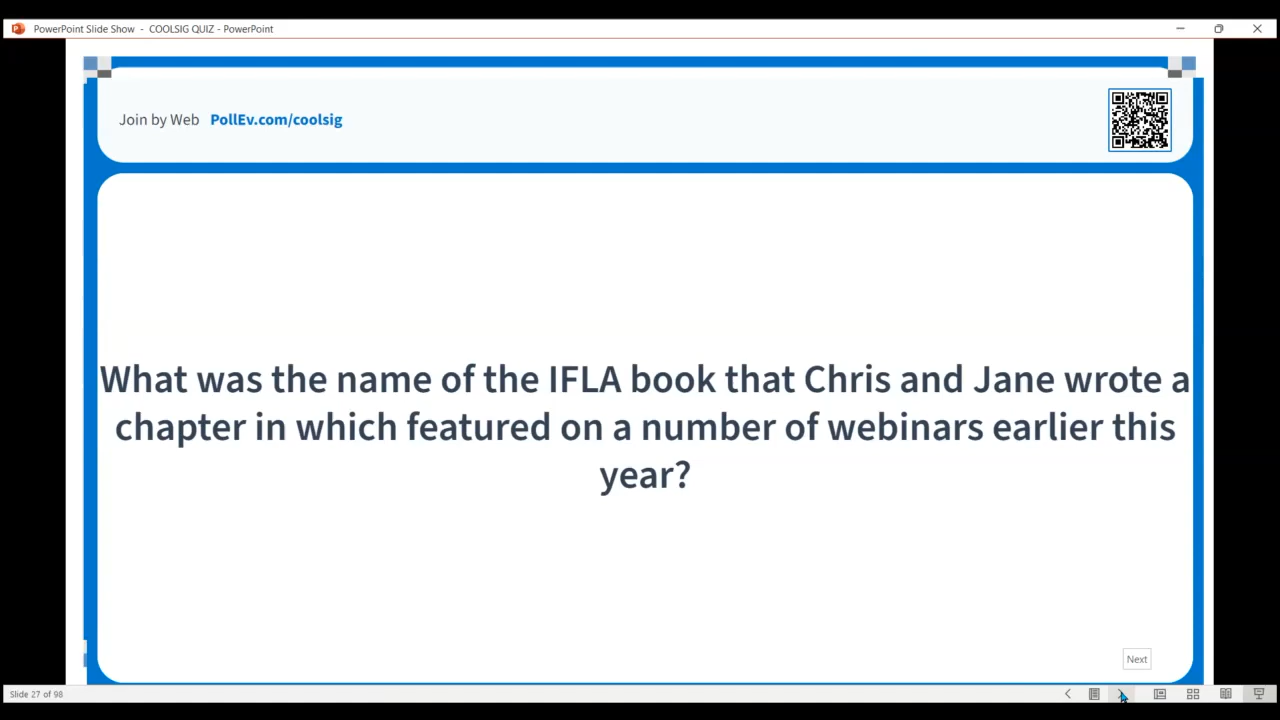 PowerPoint Slide Show - COOLSIG QUIZ - PowerPoint
Join by Web PollEv.com/coolsig
What was the name of the IFLA book that Chris and Jane wrote a
chapter in which featured on a number of webinars earlier this
year?
Next
Slide 27 of 98